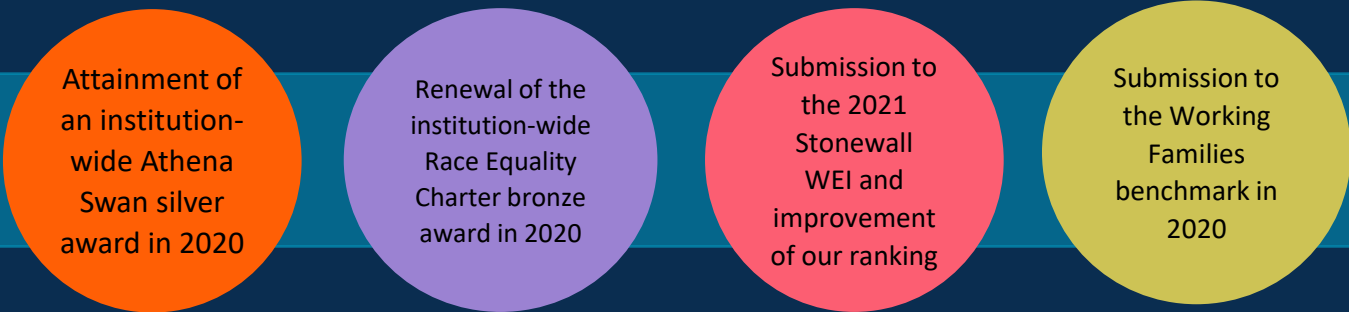 Attainment of
an institution-
wide Athena
Swan silver
award in 2020
Renewal of the
institution-wide
Race Equality
Charter bronze
award in 2020
Submission to
the 2021
Stonewall
WEI and
improvement
of our ranking
Submission to
the Working
Families
benchmark in
2020